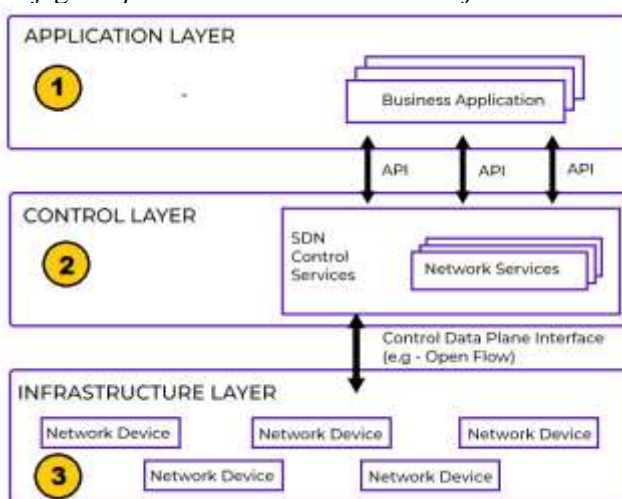 APPLICATION LAYER
1
Business Application
API API API
CONTROL LAYER
2
SDN
Control
Services
Network Services
Control Data Plane Interface
(e.g - Open Flow)
INFRASTRUCTURE LAYER
Network Device Network Device Network Device
3
Network Device Network Device